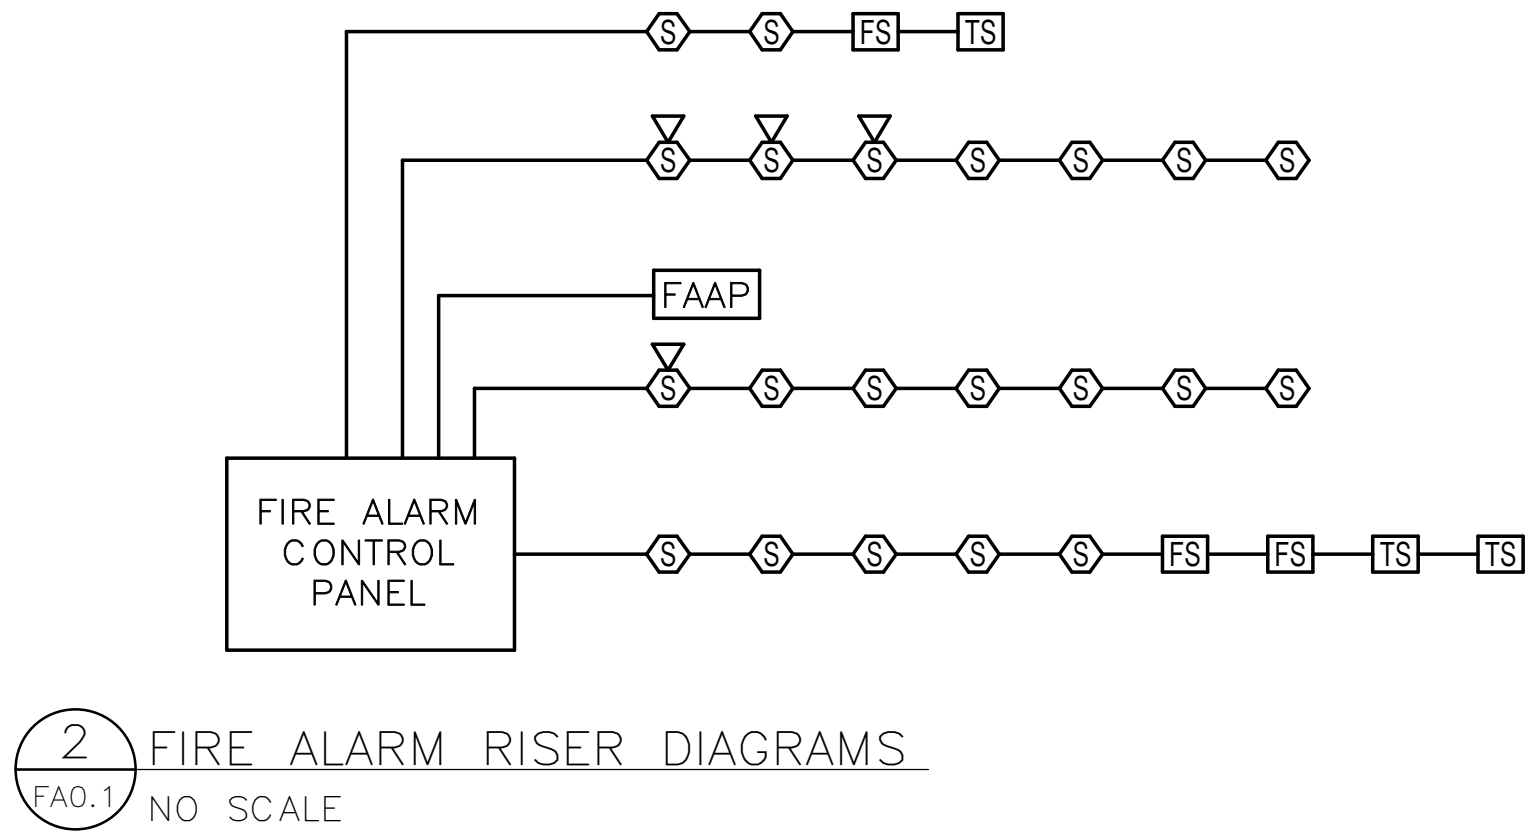 S S FS TS
S S S S S S S
FAAP
S S S S S S S
FIRE ALARM
CONTROL
PANEL
S S S S S FS FS TS TS
2
FA0.1
FIRE ALARM RISER DIAGRAMS
NO SCALE